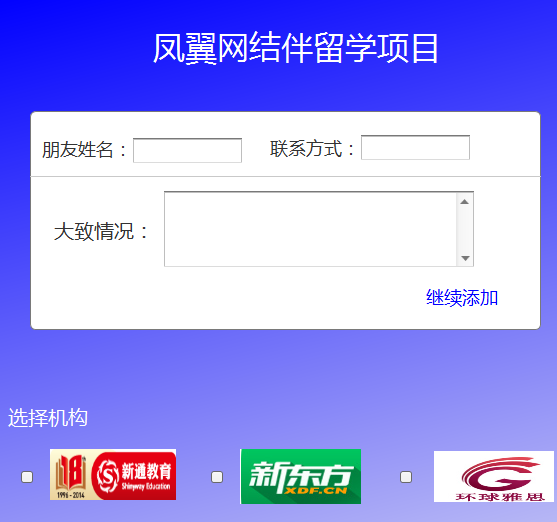 凤翼网结伴留学项目
朋友姓名：
联系方式：
大致情况：
继续添加
选择机构
18
1996 - 2014
新通教育
Shinyway Education
新东方
XDF.CN
环球雅思